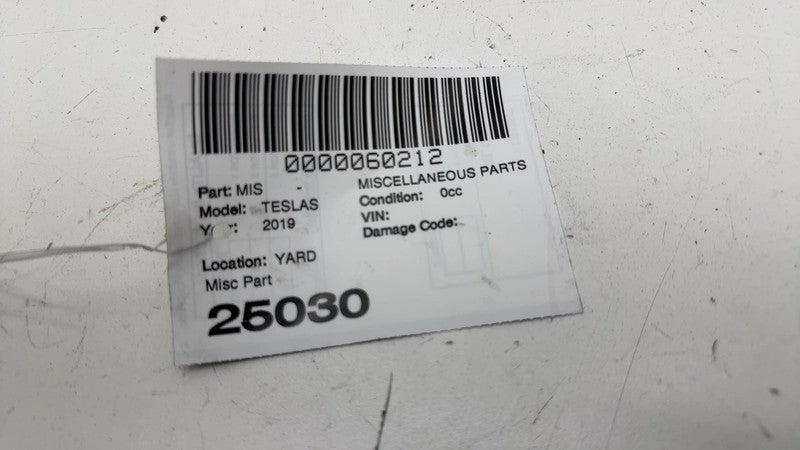 0000060212
Part: MIS - MISCELLANEOUS PARTS
Model: TESLAS Condition: 0cc
2019 VIN:
Damage Code:
Location: YARD
Misc Part
25030